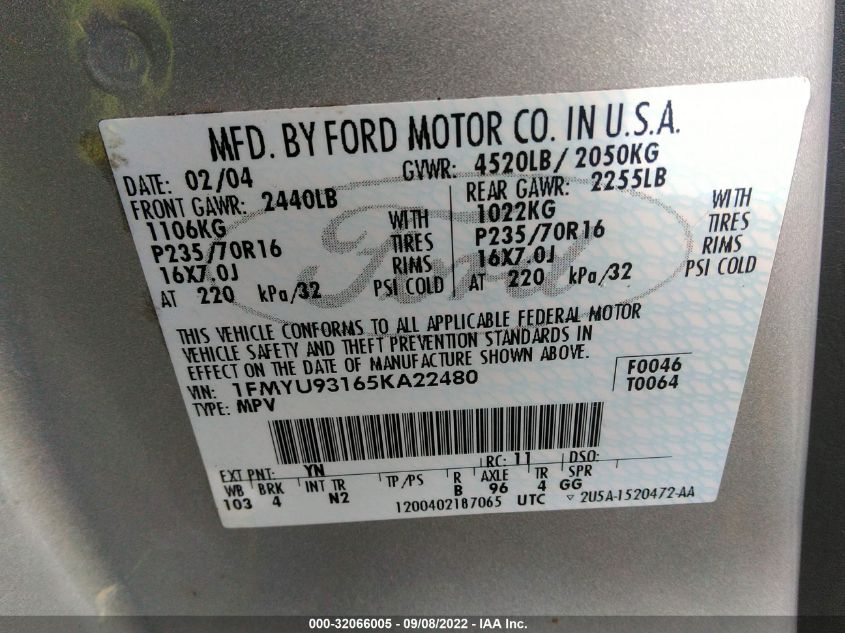 MFD. BY FORD MOTOR CO. IN U.S.A.
DATE: 02/04 GVWR: 4520LB/ 2050KG
FRONT GAWR: 2440LB REAR GAWR: 2255LB
1106KG WITH 1022KG WITH
P235/70R16 TIRES P235/70R16 TIRES
16X7.0J RIMS 16X7.0J RIMS
AT 220 kPa/32 PSI COLD AT 220 kPa/32 PSI COLD
Ford
THIS VEHICLE CONFORMS TO ALL APPLICABLE FEDERAL MOTOR
VEHICLE SAFETY AND THEFT PREVENTION STANDARDS IN
EFFECT ON THE DATE OF MANUFACTURE SHOWN ABOVE.
VIN: 1FMYU93165KA22480 F0046
TYPE: MPV T0064
EXT PNT: YN RC: 11 DSO:
WB BRK INT TR TP/PS R AXLE TR SPR
103 4 N2 B 96 4 GG
1200402187065 UTC ▽ 2U5A-1520472-AA
000-32066005 - 09/08/2022 - IAA Inc.